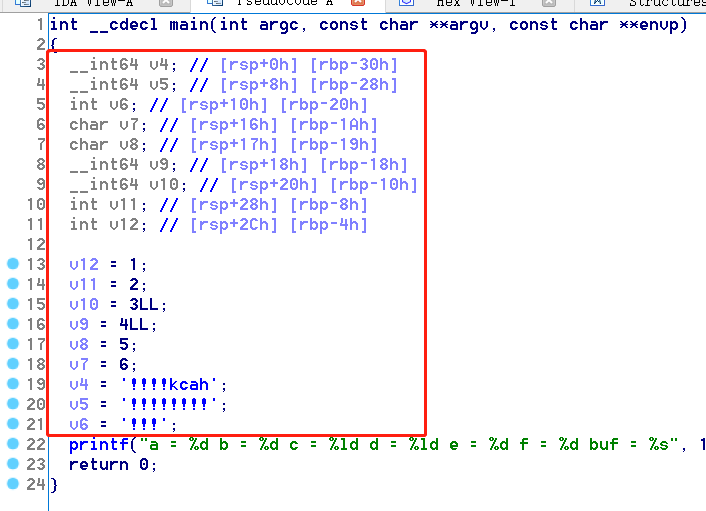 IDA View-A Pseudocode-A Hex View-1 Structures
1 int __cdecl main(int argc, const char **argv, const char **envp)
2 {
3 __int64 v4; // [rsp+0h] [rbp-30h]
4 __int64 v5; // [rsp+8h] [rbp-28h]
5 int v6; // [rsp+10h] [rbp-20h]
6 char v7; // [rsp+16h] [rbp-1Ah]
7 char v8; // [rsp+17h] [rbp-19h]
8 __int64 v9; // [rsp+18h] [rbp-18h]
9 __int64 v10; // [rsp+20h] [rbp-10h]
10 int v11; // [rsp+28h] [rbp-8h]
11 int v12; // [rsp+2Ch] [rbp-4h]
12
13 v12 = 1;
14 v11 = 2;
15 v10 = 3LL;
16 v9 = 4LL;
17 v8 = 5;
18 v7 = 6;
19 v4 = '!!!!kcah';
20 v5 = '!!!!!!!!';
21 v6 = '!!!';
22 printf("a = %d b = %d c = %ld d = %ld e = %d f = %d buf = %s", 1
23 return 0;
24 }